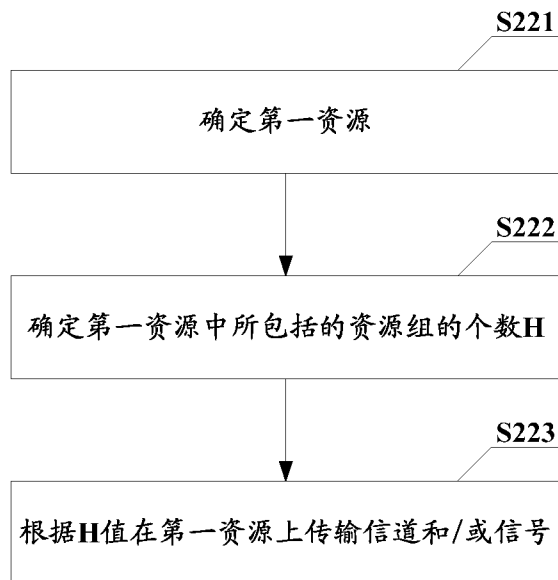 S221
确定第一资源
S222
确定第一资源中所包括的资源组的个数H
S223
根据H值在第一资源上传输信道和/或信号